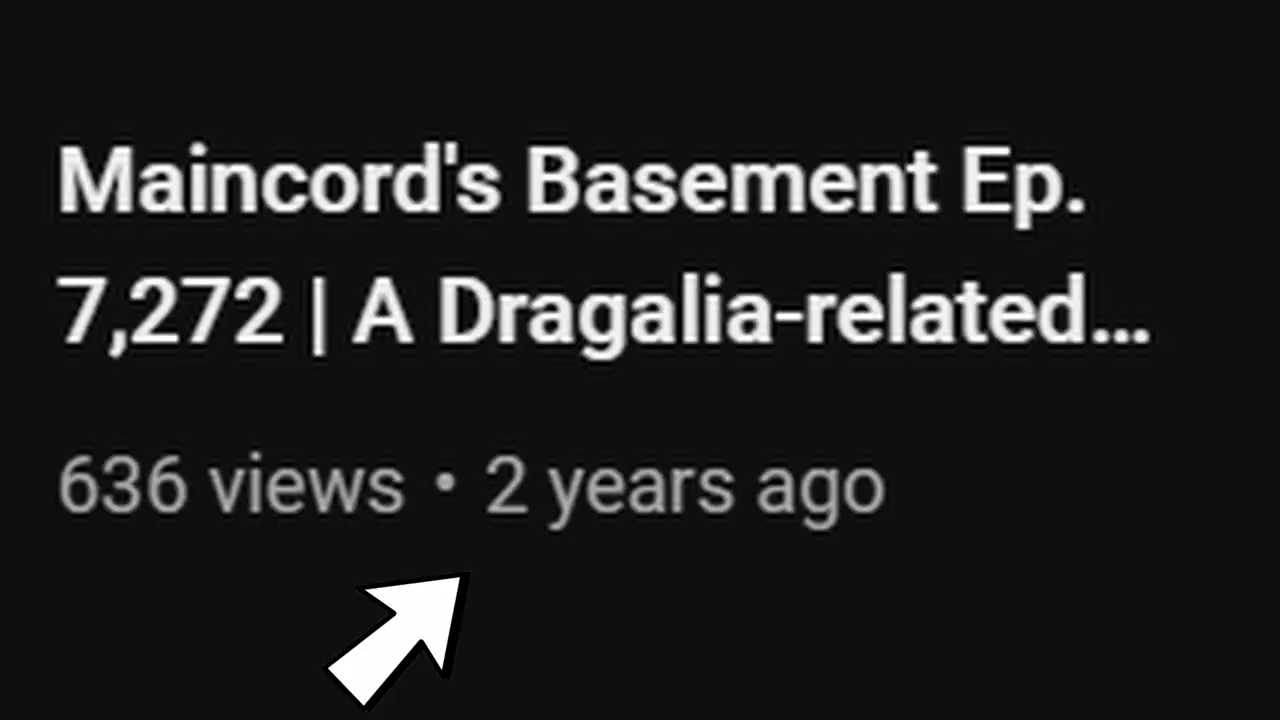 Maincord's Basement Ep.
7,272 | A Dragalia-related...
636 views • 2 years ago